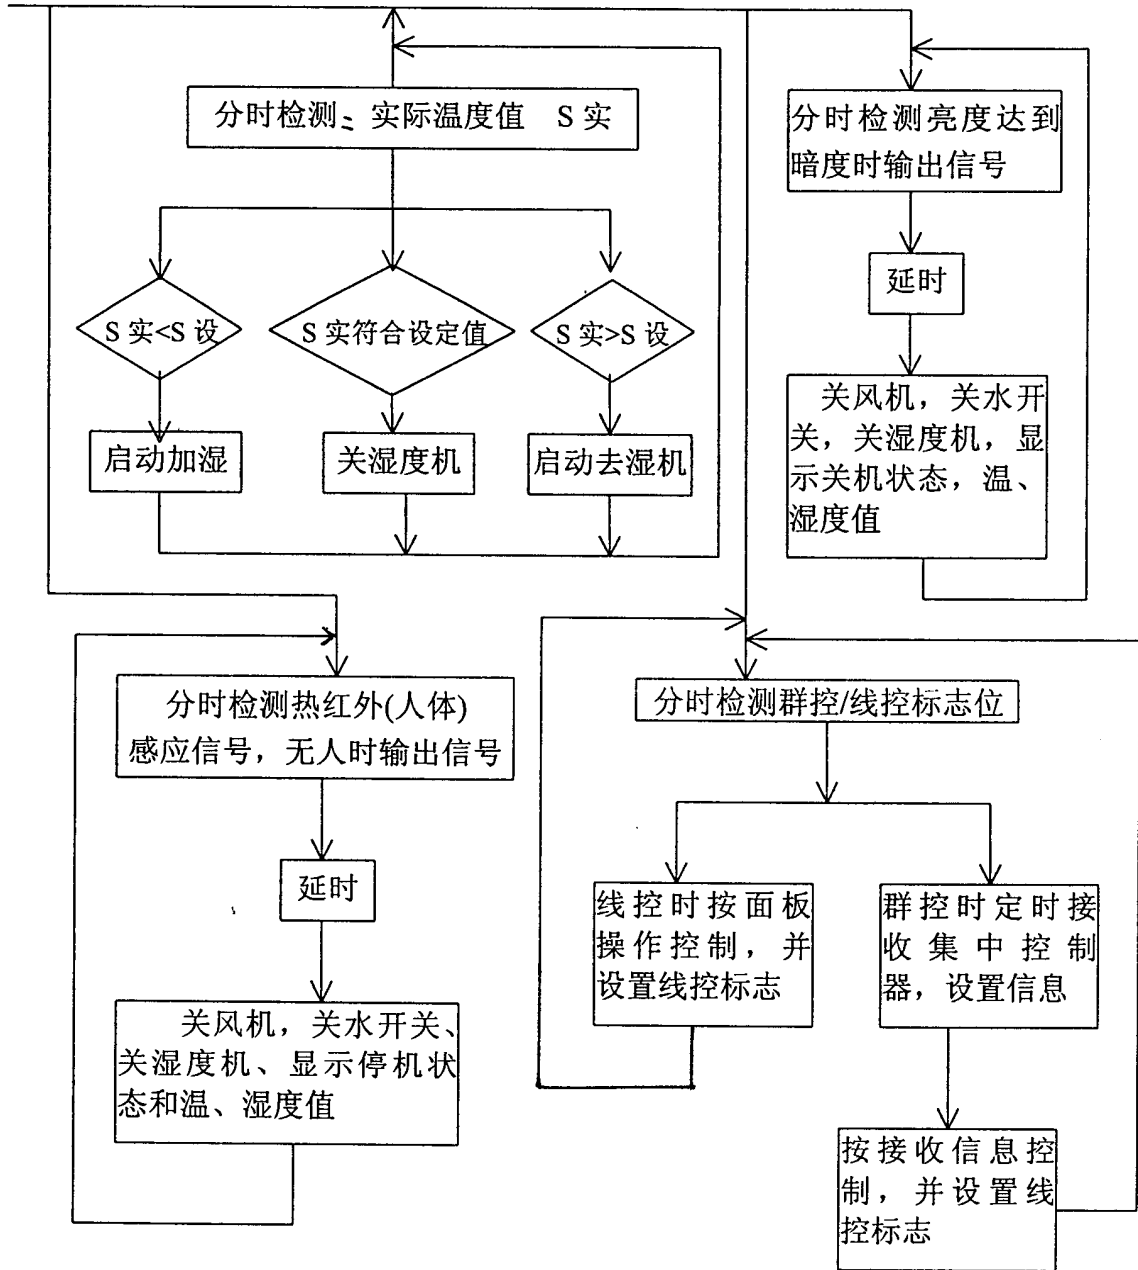 分时检测、实际温度值 S 实
S 实<S 设
S 实符合设定值
S 实>S 设
启动加湿
关湿度机
启动去湿机
分时检测亮度达到
暗度时输出信号
延时
关风机，关水开
关，关湿度机，显
示关机状态，温、
湿度值
分时检测热红外(人体)
感应信号，无人时输出信号
延时
关风机，关水开关、
关湿度机、显示停机状
态和温、湿度值
分时检测群控/线控标志位
线控时按面板
操作控制，并
设置线控标志
群控时定时接
收集中控制
器，设置信息
按接收信息控
制，并设置线
控标志